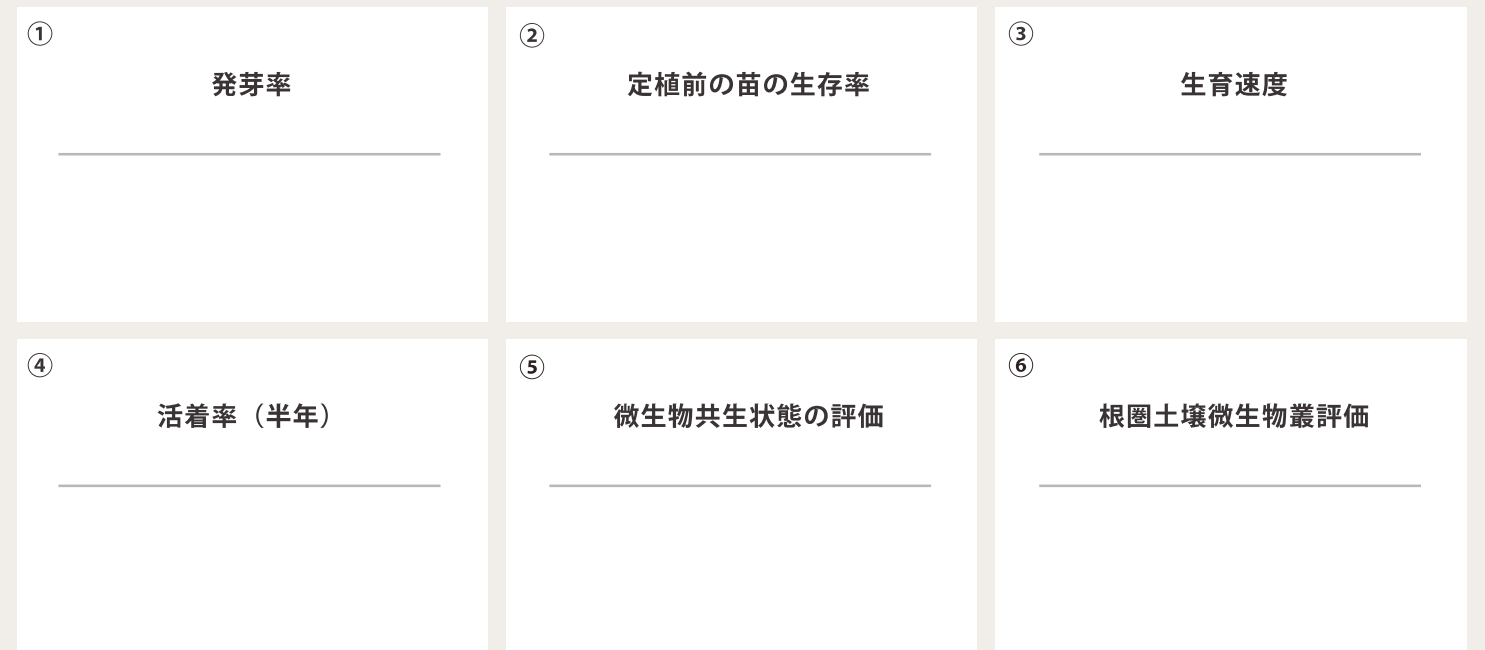 ①
発芽率
②
定植前の苗の生存率
③
生育速度
④
活着率（半年）
⑤
微生物共生状態の評価
⑥
根圏土壌微生物叢評価